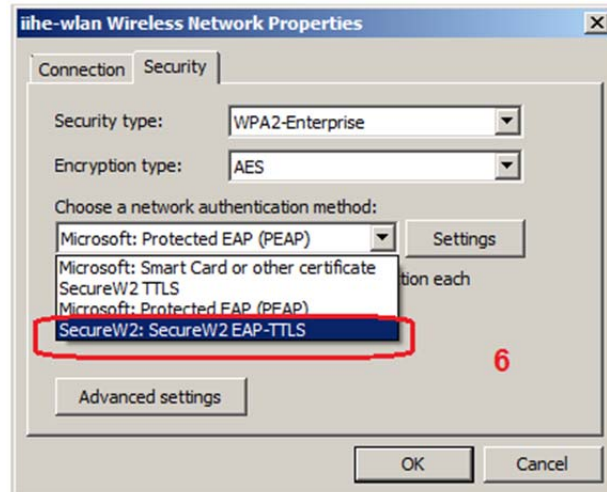 iihe-wlan Wireless Network Properties
Connection Security
Security type: WPA2-Enterprise
Encryption type: AES
Choose a network authentication method:
Microsoft: Protected EAP (PEAP) Settings
Microsoft: Smart Card or other certificate
SecureW2 TTLS
tion each
Microsoft: Protected EAP (PEAP)
SecureW2: SecureW2 EAP-TTLS
6
Advanced settings
OK Cancel